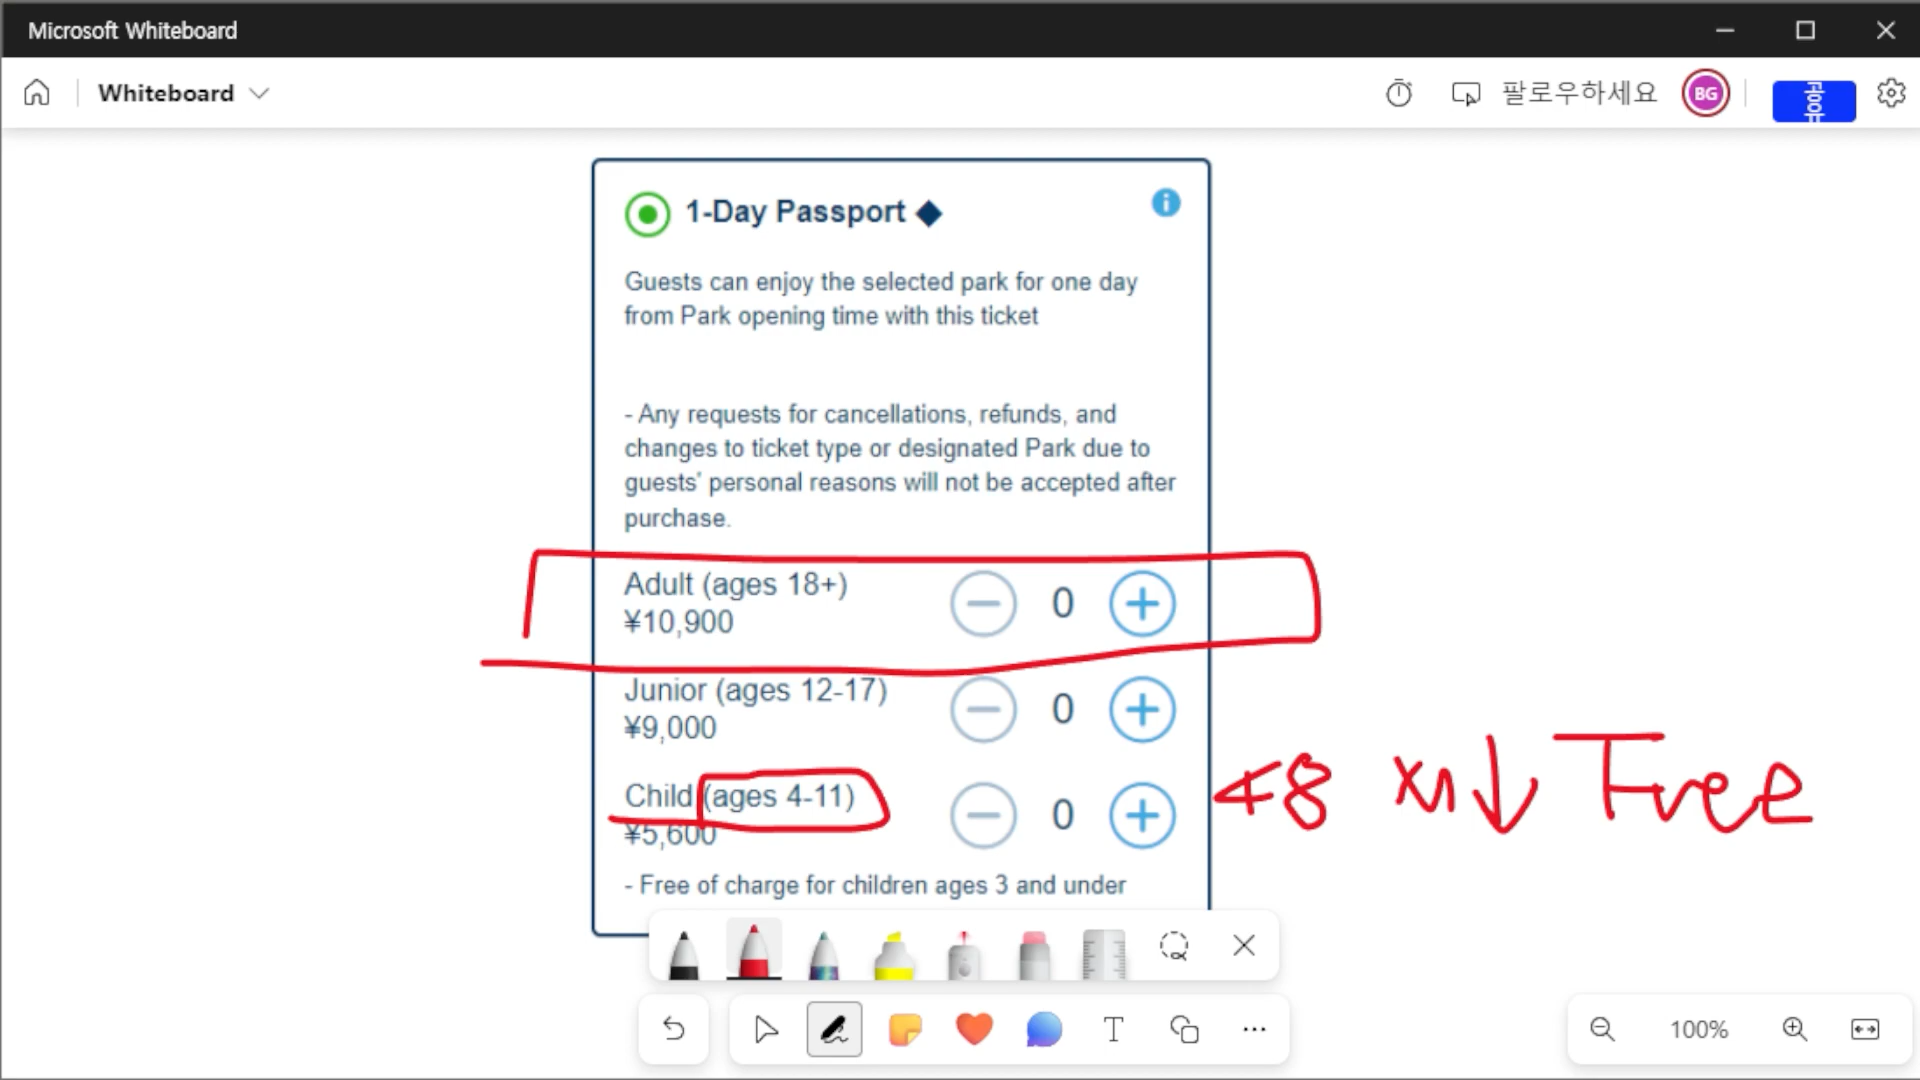 Microsoft Whiteboard
Whiteboard
팔로우하세요
BG
공유
1-Day Passport ◆
Guests can enjoy the selected park for one day
from Park opening time with this ticket
- Any requests for cancellations, refunds, and
changes to ticket type or designated Park due to
guests' personal reasons will not be accepted after
purchase.
Adult (ages 18+)
¥10,900
0
Junior (ages 12-17)
¥9,000
0
Child (ages 4-11)
¥5,600
0
Free
- Free of charge for children ages 3 and under
T
100%